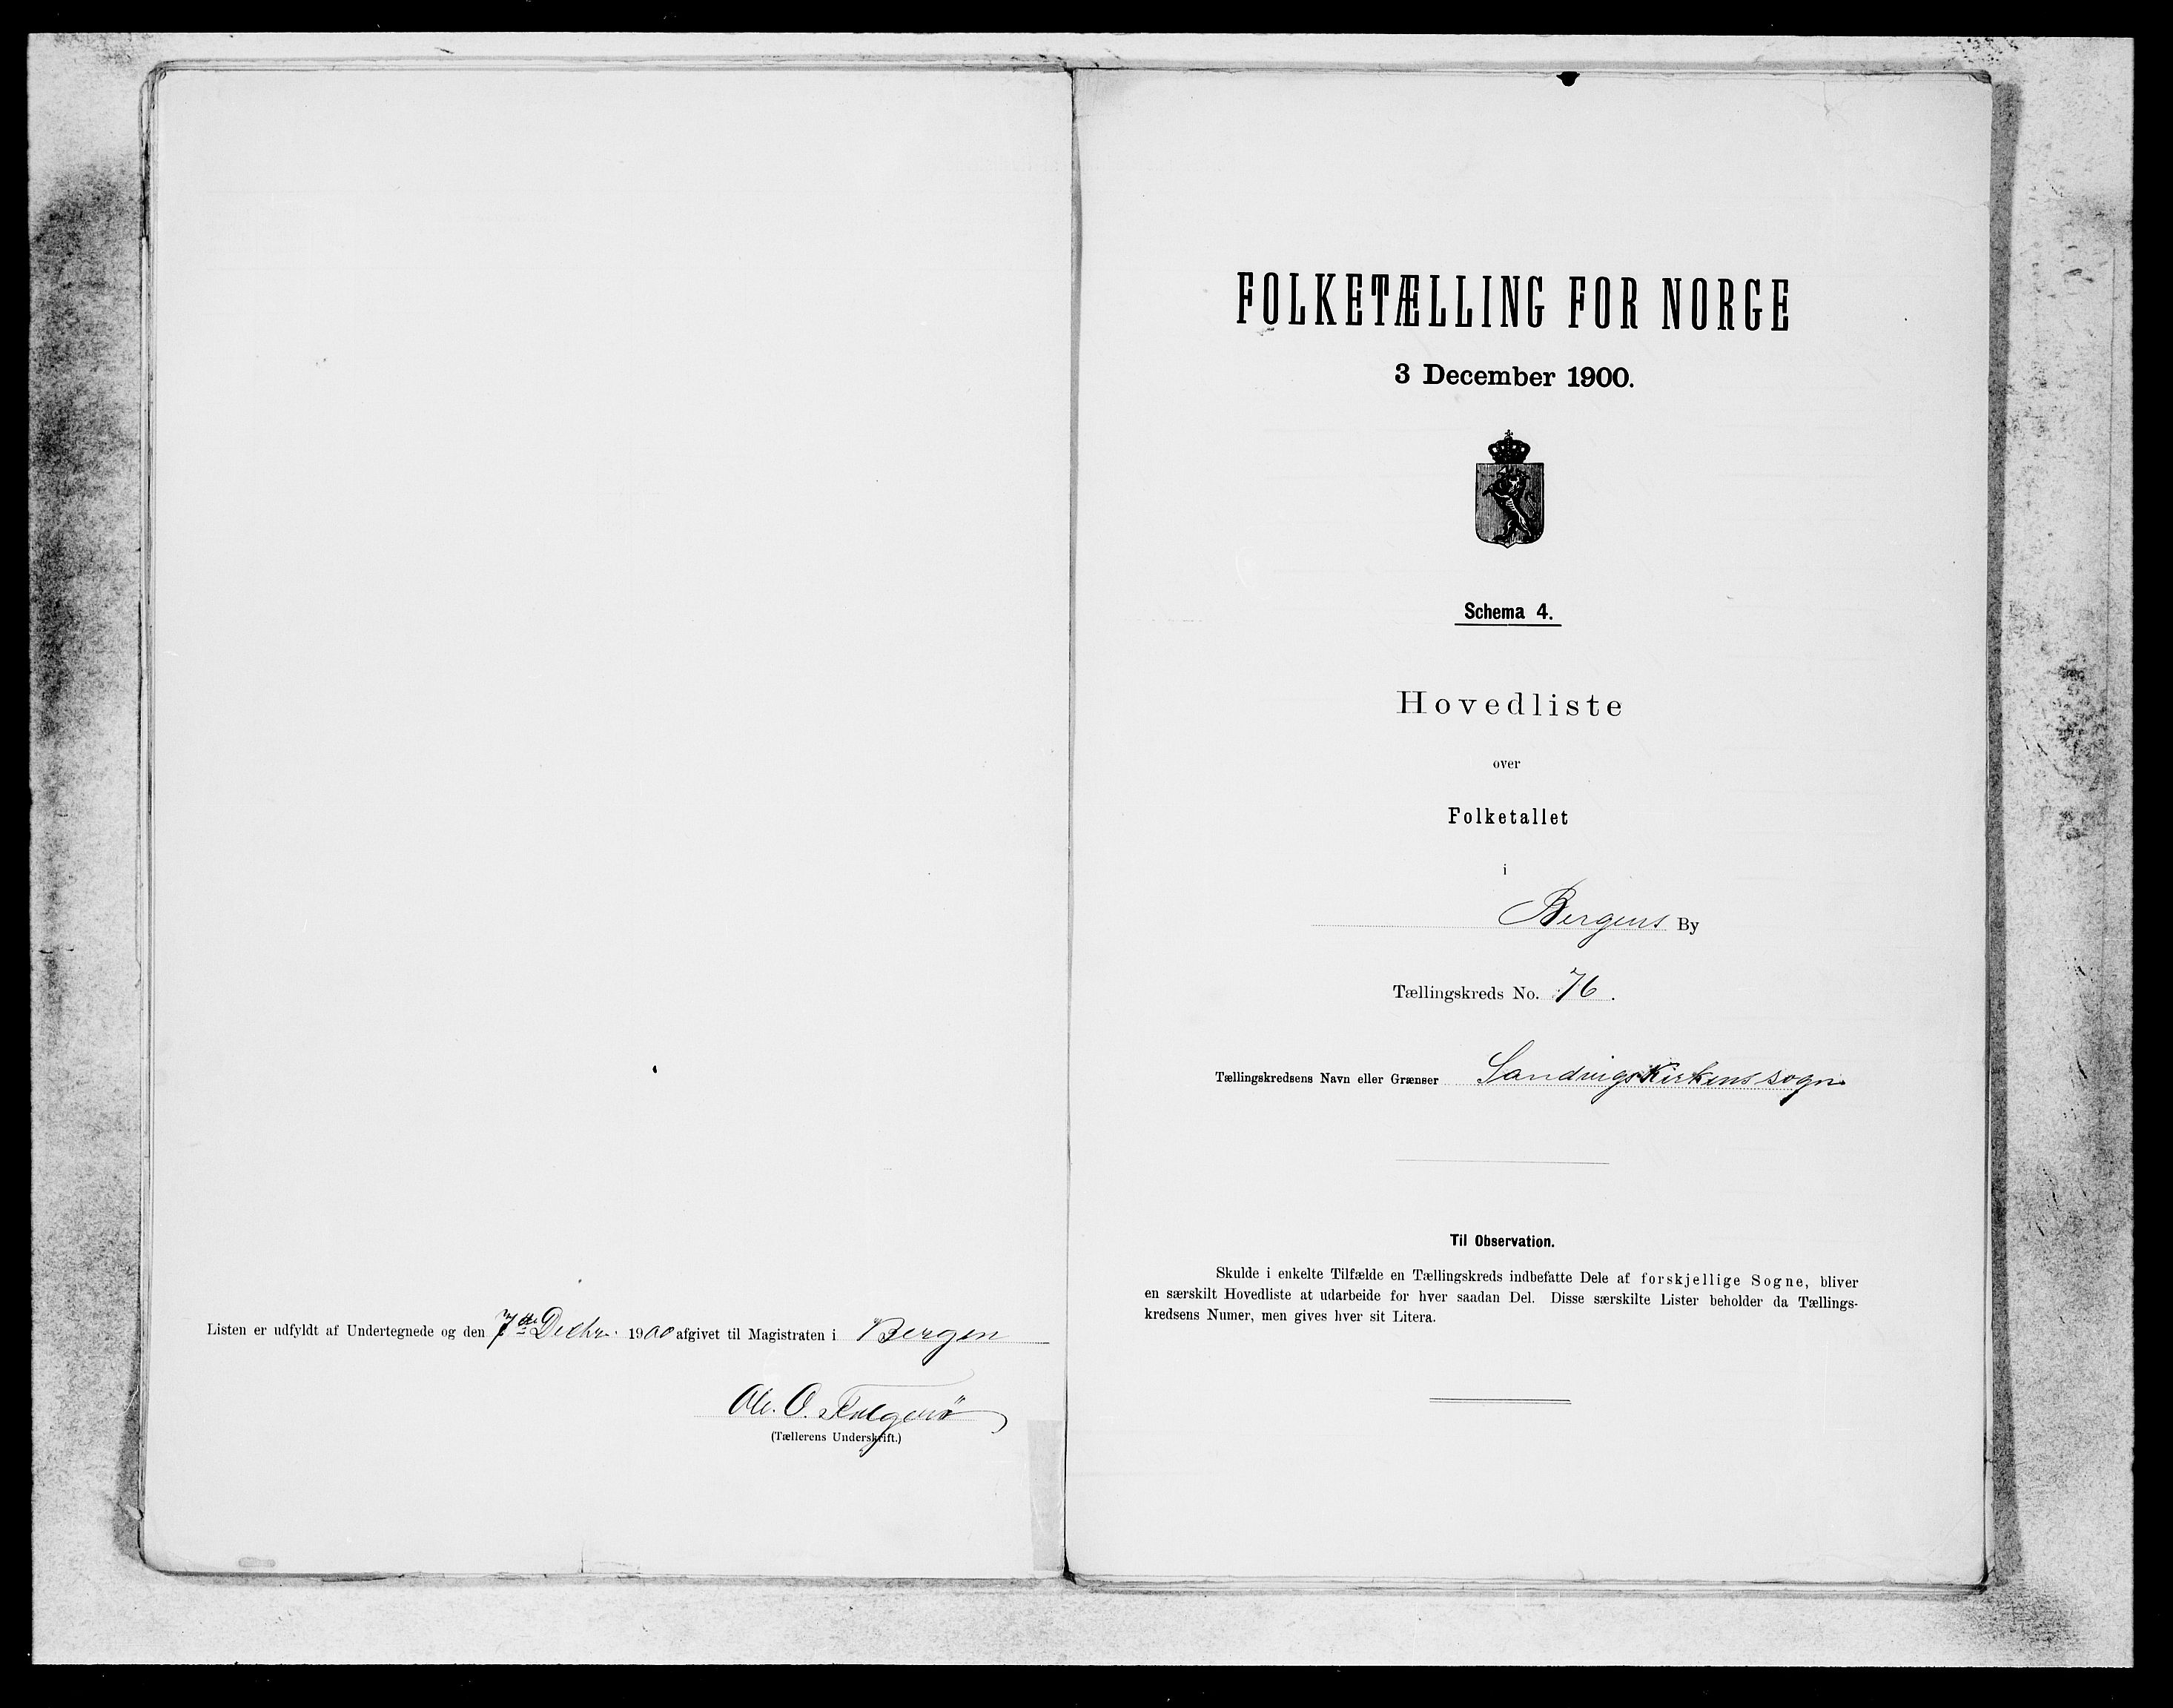 Listen er udfyldt af Undertegnede og den 7de Decbr. 1900 afgivet til Magistraten i Bergen
Ole O. Følgerø
(Tællerens Underskrift.)
FOLKETÆLLING FOR NORGE
3 December 1900.
Schema 4.
Hovedliste
over
Folketallet
i
Bergens By
Tællingskreds No. 76.
Tællingskredsens Navn eller Grænser Sandvigskirkens sogn
Til Observation.
Skulde i enkelte Tilfælde en Tællingskreds indbefatte Dele af forskjellige Sogne, bliver
en særskilt Hovedliste at udarbeide for hver saadan Del. Disse særskilte Lister beholder da Tællings-
kredsens Numer, men gives hver sit Litera.